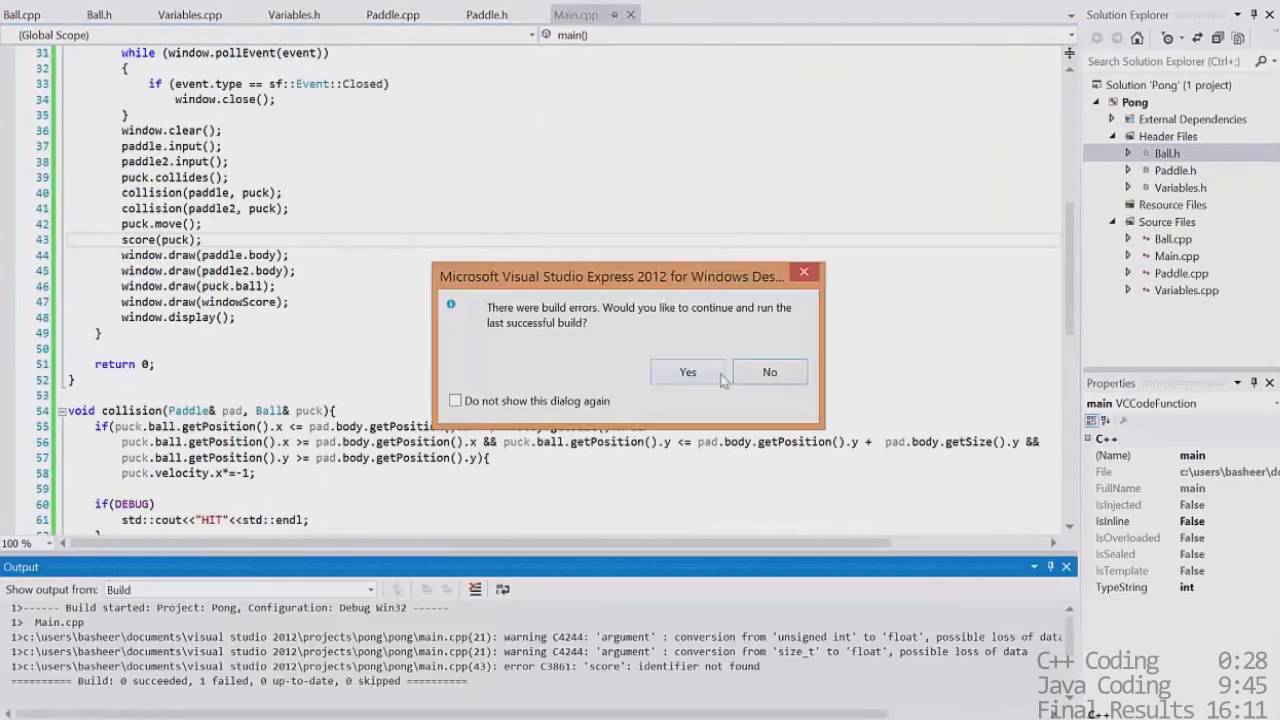 Ball.cpp Ball.h Variables.cpp Variables.h Paddle.cpp Paddle.h Main.cpp
(Global Scope) main()
31 while (window.pollEvent(event))
32 {
33 if (event.type == sf::Event::Closed)
34 window.close();
35 }
36 window.clear();
37 paddle.input();
38 paddle2.input();
39 puck.collides();
40 collision(paddle, puck);
41 collision(paddle2, puck);
42 puck.move();
43 score(puck);
44 window.draw(paddle.body);
45 window.draw(paddle2.body);
46 window.draw(puck.ball);
47 window.draw(windowScore);
48 window.display();
49 }
50
51 return 0;
52 }
53
54 void collision(Paddle& pad, Ball& puck){
55 if(puck.ball.getPosition().x <= pad.body.getPosition
56 puck.ball.getPosition().x >= pad.body.getPosition().x && puck.ball.getPosition().y <= pad.body.getPosition().y + pad.body.getSize().y &&
57 puck.ball.getPosition().y >= pad.body.getPosition().y){
58 puck.velocity.x*=-1;
59
60 if(DEBUG)
61 std::cout<<"HIT"<<std::endl;
100 %
Microsoft Visual Studio Express 2012 for Windows Des...
There were build errors. Would you like to continue and run the
last successful build?
Yes No
Do not show this dialog again
Output
Show output from: Build
1>------ Build started: Project: Pong, Configuration: Debug Win32 ------
1> Main.cpp
1>c:\users\basheer\documents\visual studio 2012\projects\pong\pong\main.cpp(21): warning C4244: 'argument' : conversion from 'unsigned int' to 'float', possible loss of data
1>c:\users\basheer\documents\visual studio 2012\projects\pong\pong\main.cpp(21): warning C4244: 'argument' : conversion from 'size_t' to 'float', possible loss of data
1>c:\users\basheer\documents\visual studio 2012\projects\pong\pong\main.cpp(43): error C3861: 'score': identifier not found
========== Build: 0 succeeded, 1 failed, 0 up-to-date, 0 skipped ==========
Solution Explorer
Search Solution Explorer (Ctrl+;)
Solution 'Pong' (1 project)
Pong
External Dependencies
Header Files
Ball.h
Paddle.h
Variables.h
Resource Files
Source Files
Ball.cpp
Main.cpp
Paddle.cpp
Variables.cpp
Properties
main VCCodeFunction
C++
(Name) main
File c:\users\basheer\do
FullName main
IsInjected False
IsInline False
IsOverloaded False
IsSealed False
IsTemplate False
TypeString int
C++ Coding 0:28
Java Coding 9:45
Final Results 16:11
C++